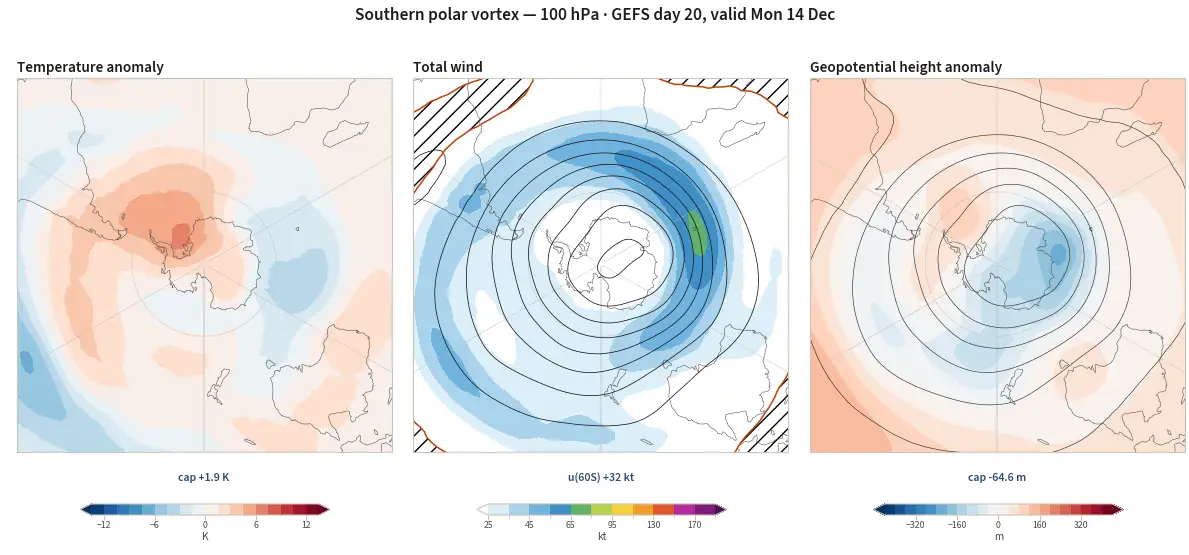 Southern polar vortex — 100 hPa · GEFS day 20, valid Mon 14 Dec
Temperature anomaly
Total wind
Geopotential height anomaly
cap +1.9 K
u(60S) +32 kt
cap -64.6 m
−12 −6 0 6 12
K
25 45 65 95 130 170
kt
−320 −160 0 160 320
m